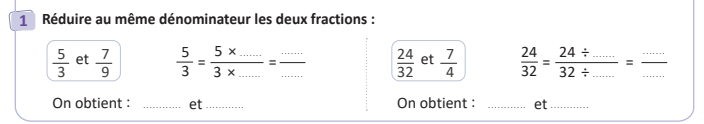 1 Réduire au même dénominateur les deux fractions :
5/3 et 7/9   5/3 = 5 × ......./3 × ....... = ......./.......   24/32 et 7/4   24/32 = 24 ÷ ......./32 ÷ ....... = ......./.......
On obtient : ............ et ............   On obtient : ............ et ............